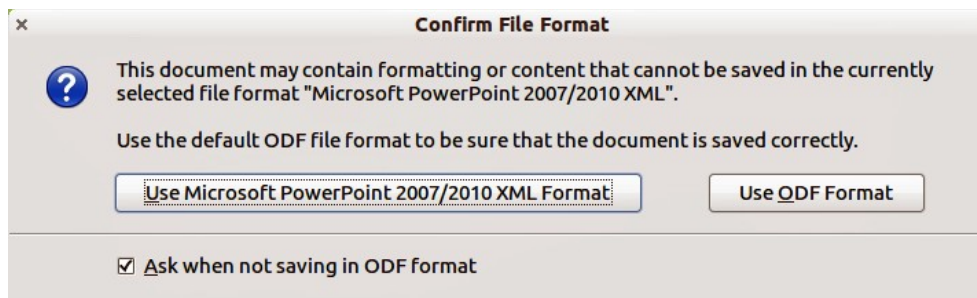 Confirm File Format
This document may contain formatting or content that cannot be saved in the currently
selected file format "Microsoft PowerPoint 2007/2010 XML".
Use the default ODF file format to be sure that the document is saved correctly.
Use Microsoft PowerPoint 2007/2010 XML Format Use ODF Format
Ask when not saving in ODF format